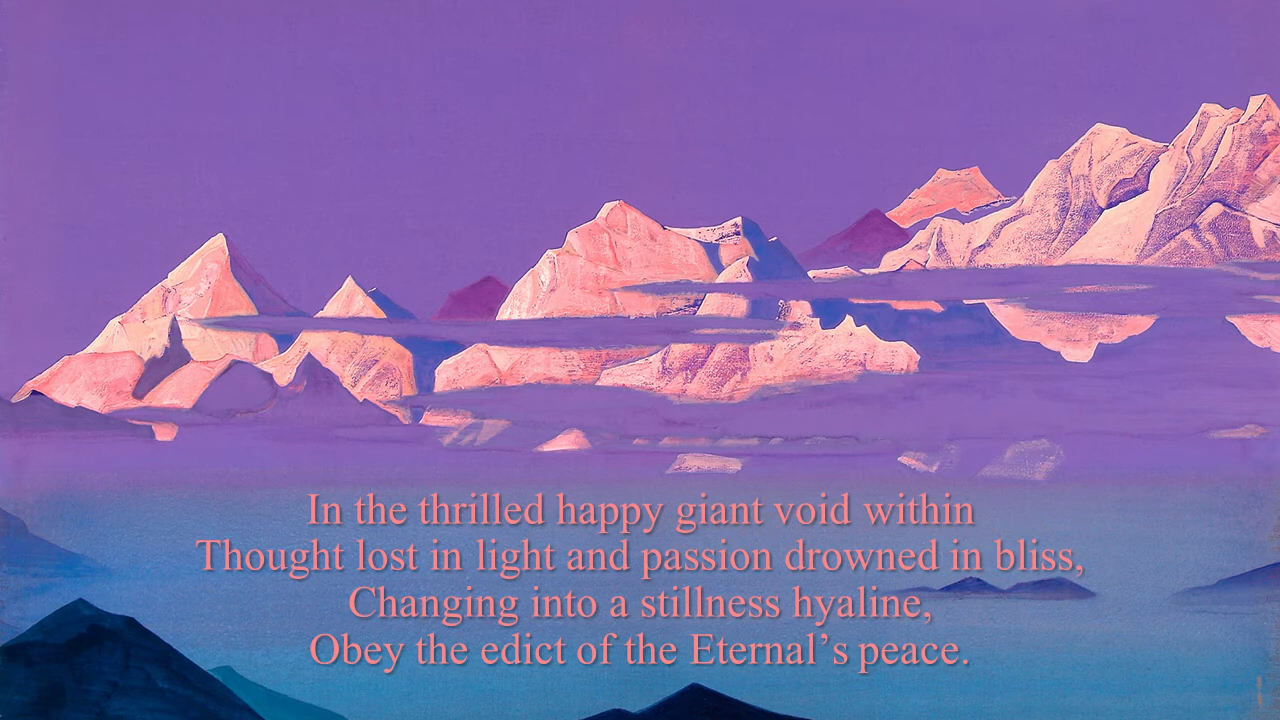 In the thrilled happy giant void within
Thought lost in light and passion drowned in bliss,
Changing into a stillness hyaline,
Obey the edict of the Eternal’s peace.